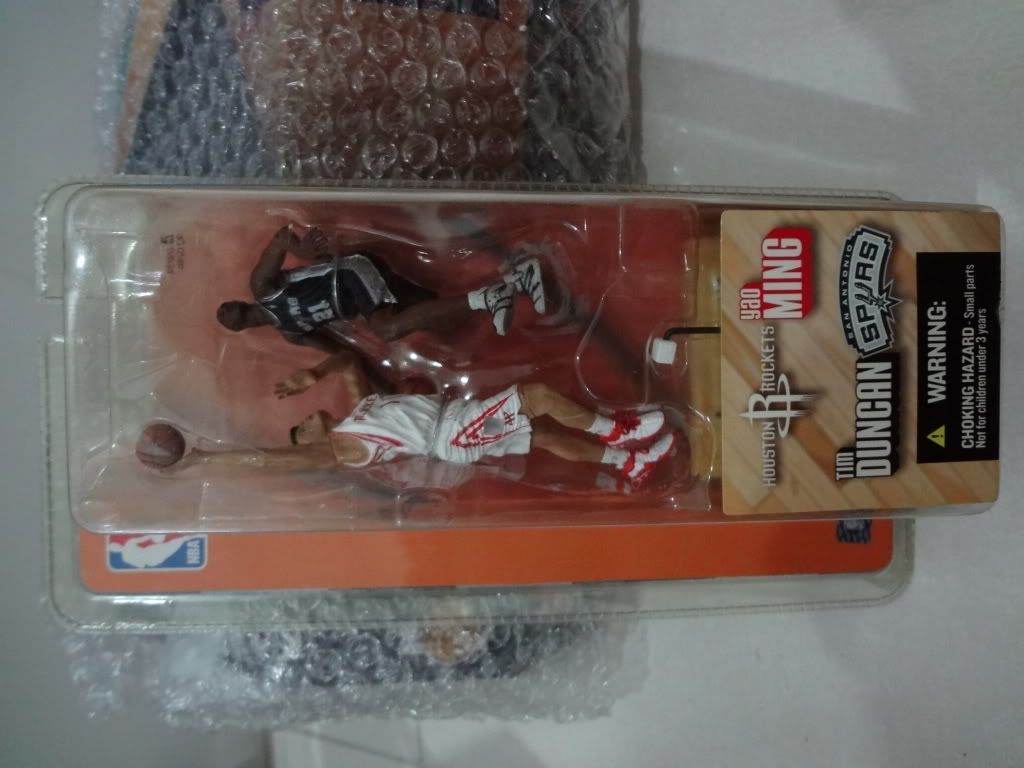 yao
MING
HOUSTON ROCKETS
SAN ANTONIO
SPURS
TIM
DUNCAN
WARNING:
CHOKING HAZARD - Small parts
Not for children under 3 years
NBA
21